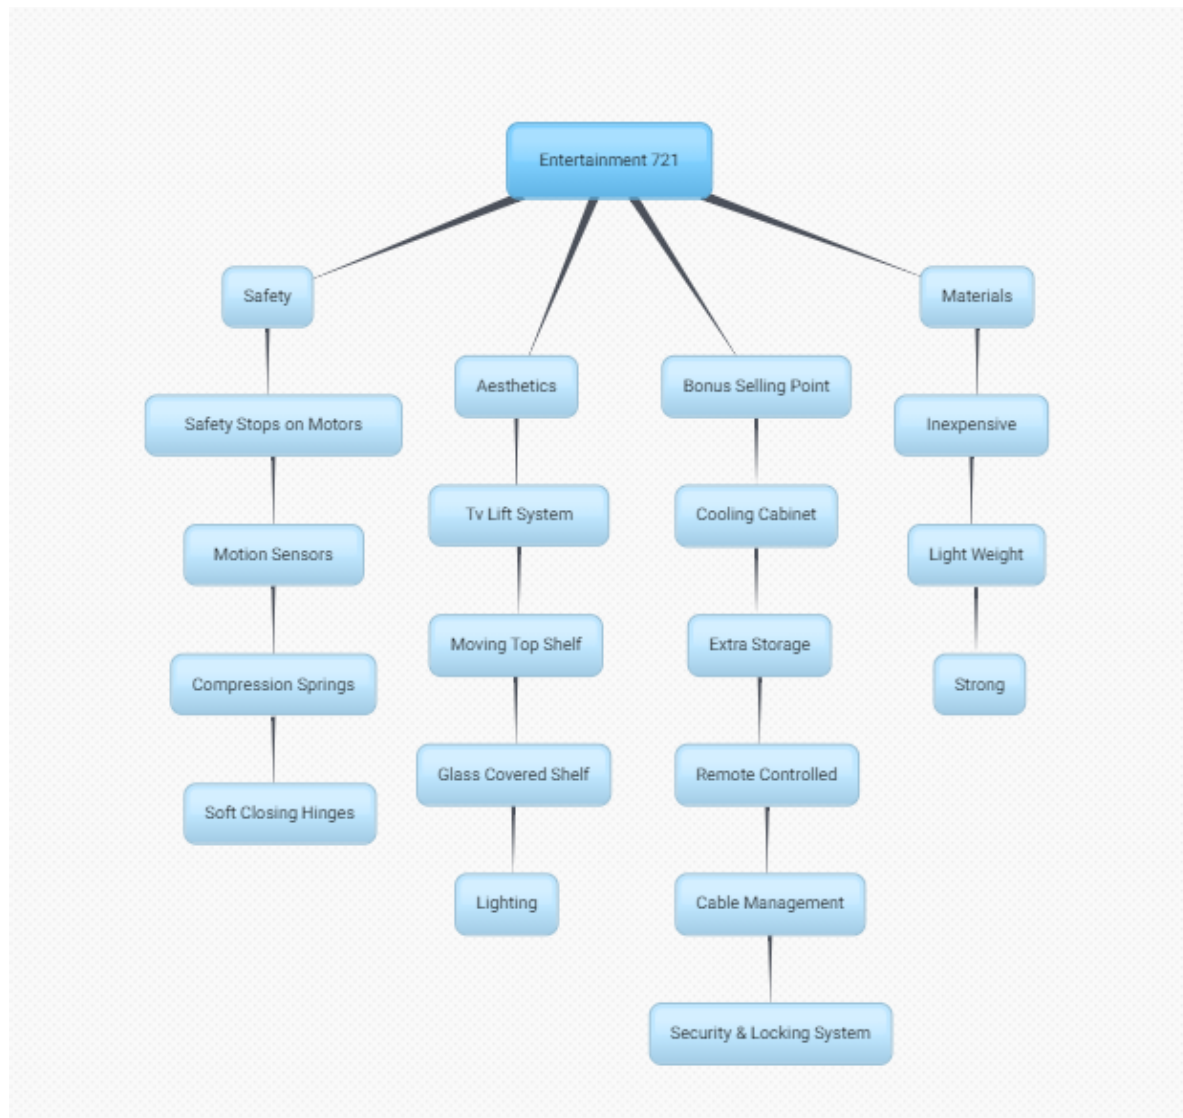 Entertainment 721
Safety
Safety Stops on Motors
Motion Sensors
Compression Springs
Soft Closing Hinges
Aesthetics
Tv Lift System
Moving Top Shelf
Glass Covered Shelf
Lighting
Bonus Selling Point
Cooling Cabinet
Extra Storage
Remote Controlled
Cable Management
Security & Locking System
Materials
Inexpensive
Light Weight
Strong